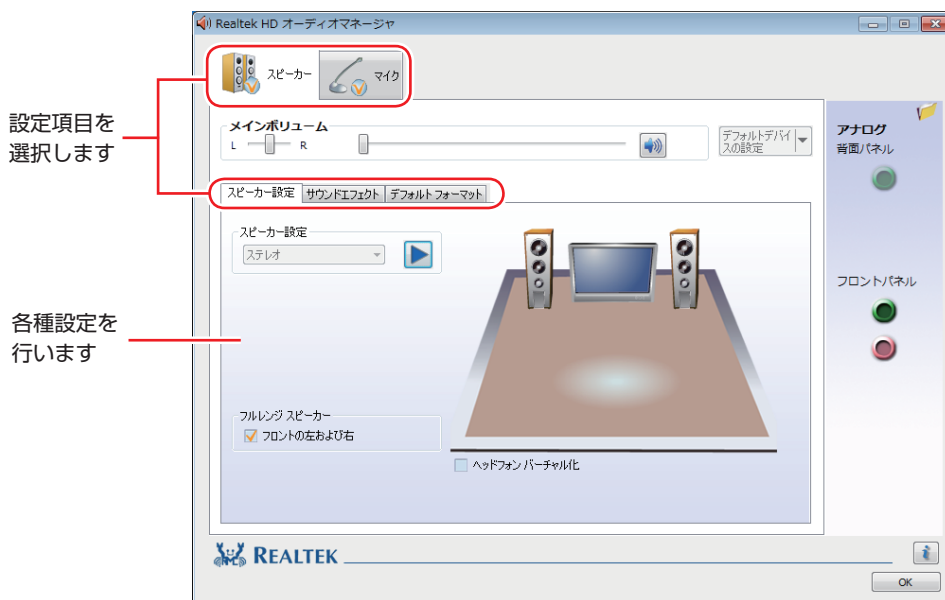 Realtek HD オーディオマネージャ
スピーカー
マイク
設定項目を
選択します
メインボリューム
L
R
デフォルトデバイ
スの設定
アナログ
背面パネル
スピーカー設定
サウンドエフェクト
デフォルト フォーマット
スピーカー設定
ステレオ
フロントパネル
各種設定を
行います
フルレンジ スピーカー
フロントの左および右
ヘッドフォン バーチャル化
REALTEK
i
OK